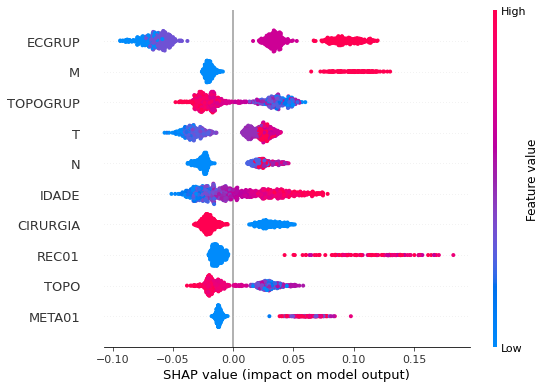 High
ECGRUP
M
TOPOGRUP
T
N
IDADE
CIRURGIA
REC01
TOPO
META01
Low
Feature value
−0.10 −0.05 0.00 0.05 0.10 0.15
SHAP value (impact on model output)